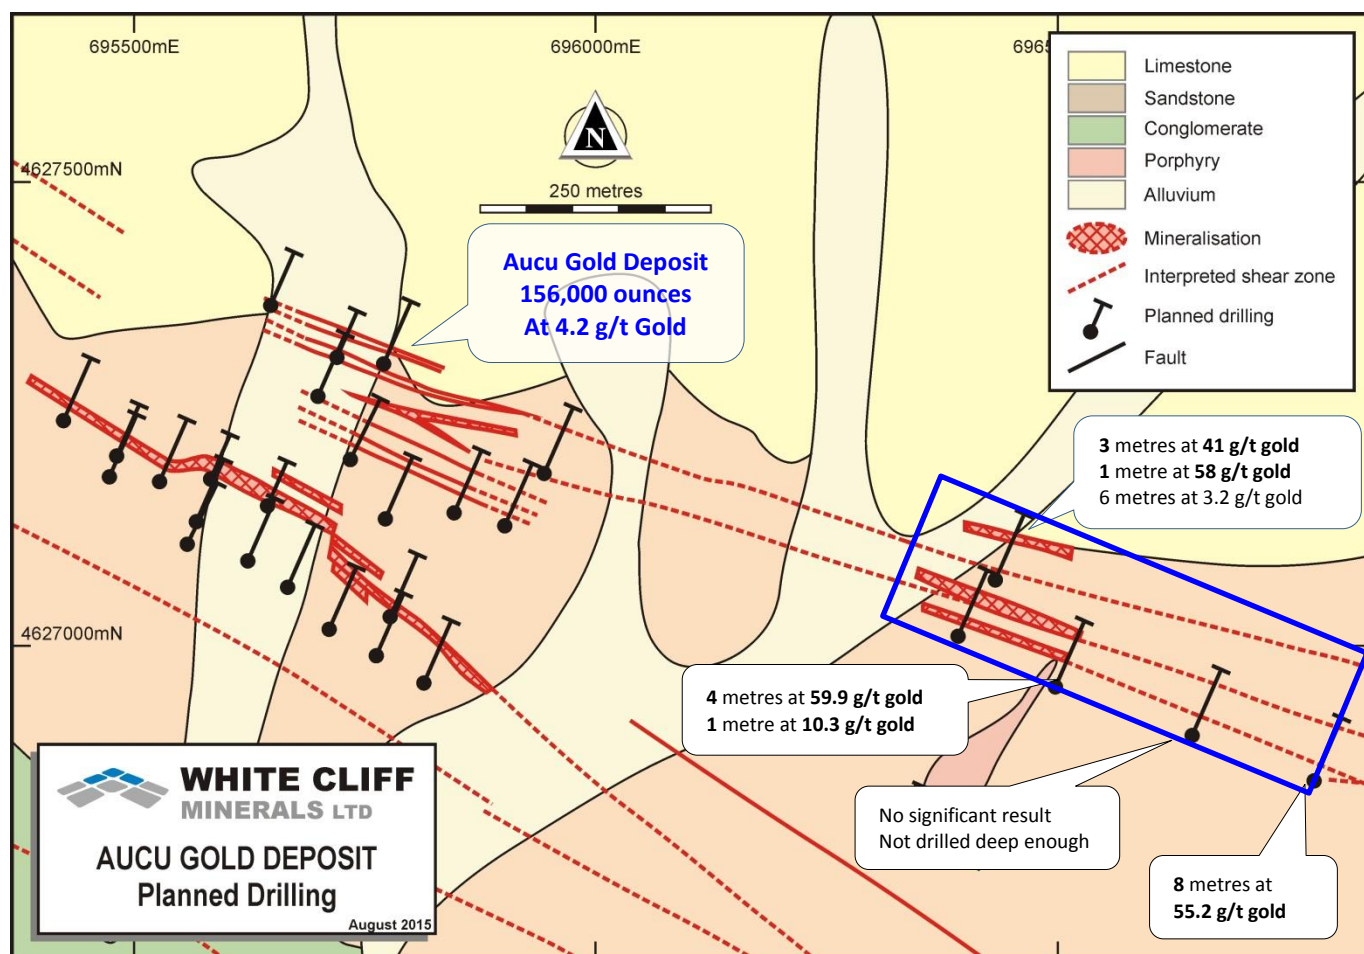 695500mE
696000mE
4627500mN
N
250 metres
Limestone
Sandstone
Conglomerate
Porphyry
Alluvium
Mineralisation
Interpreted shear zone
Planned drilling
Fault
Aucu Gold Deposit
156,000 ounces
At 4.2 g/t Gold
3 metres at 41 g/t gold
1 metre at 58 g/t gold
6 metres at 3.2 g/t gold
4627000mN
4 metres at 59.9 g/t gold
1 metre at 10.3 g/t gold
No significant result
Not drilled deep enough
8 metres at
55.2 g/t gold
WHITE CLIFF
MINERALS LTD
AUCU GOLD DEPOSIT
Planned Drilling
August 2015